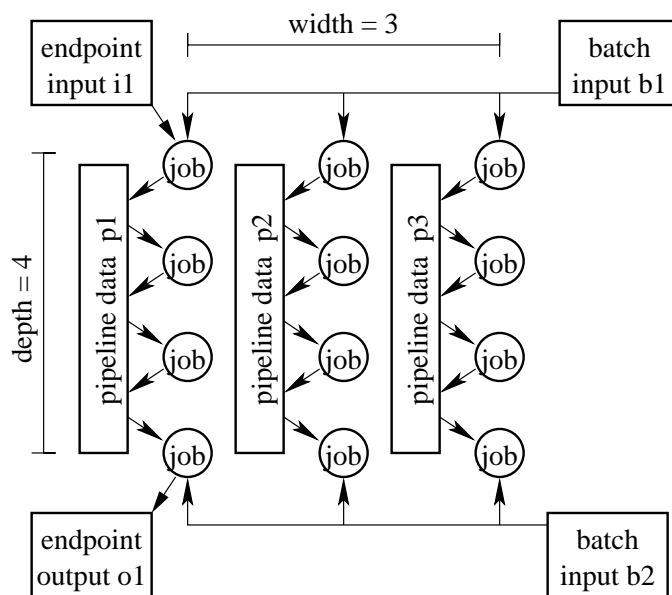 endpoint
input i1
width = 3
batch
input b1
job
job
job
depth = 4
pipeline data p1
pipeline data p2
pipeline data p3
job
job
job
job
job
job
job
job
job
endpoint
output o1
batch
input b2